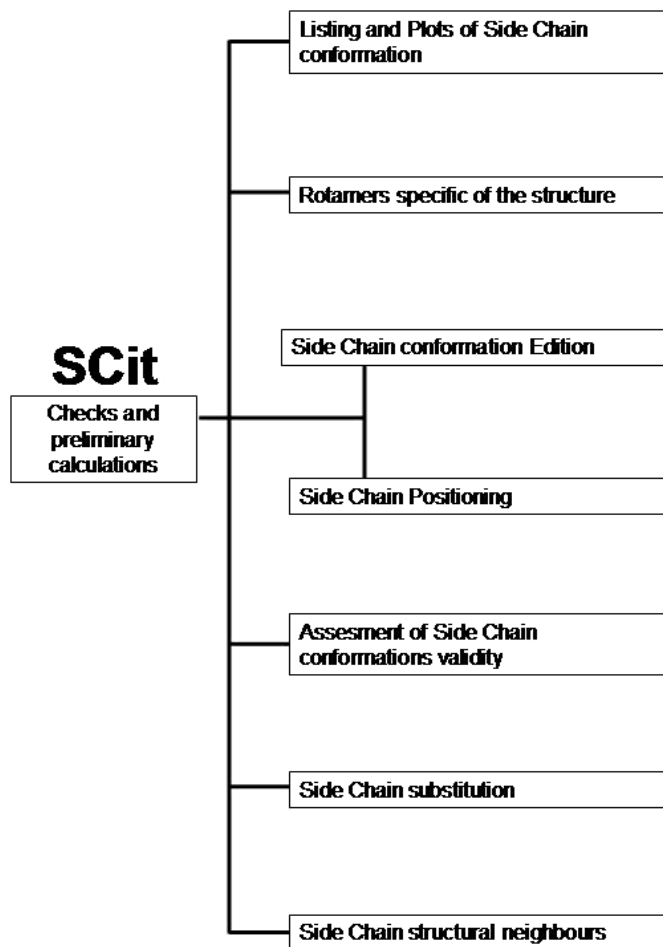 Listing and Plots of Side Chain
conformation
Rotamers specific of the structure
Side Chain conformation Edition
SCit
Checks and
preliminary
calculations
Side Chain Positioning
Assesment of Side Chain
conformations validity
Side Chain substitution
Side Chain structural neighbours